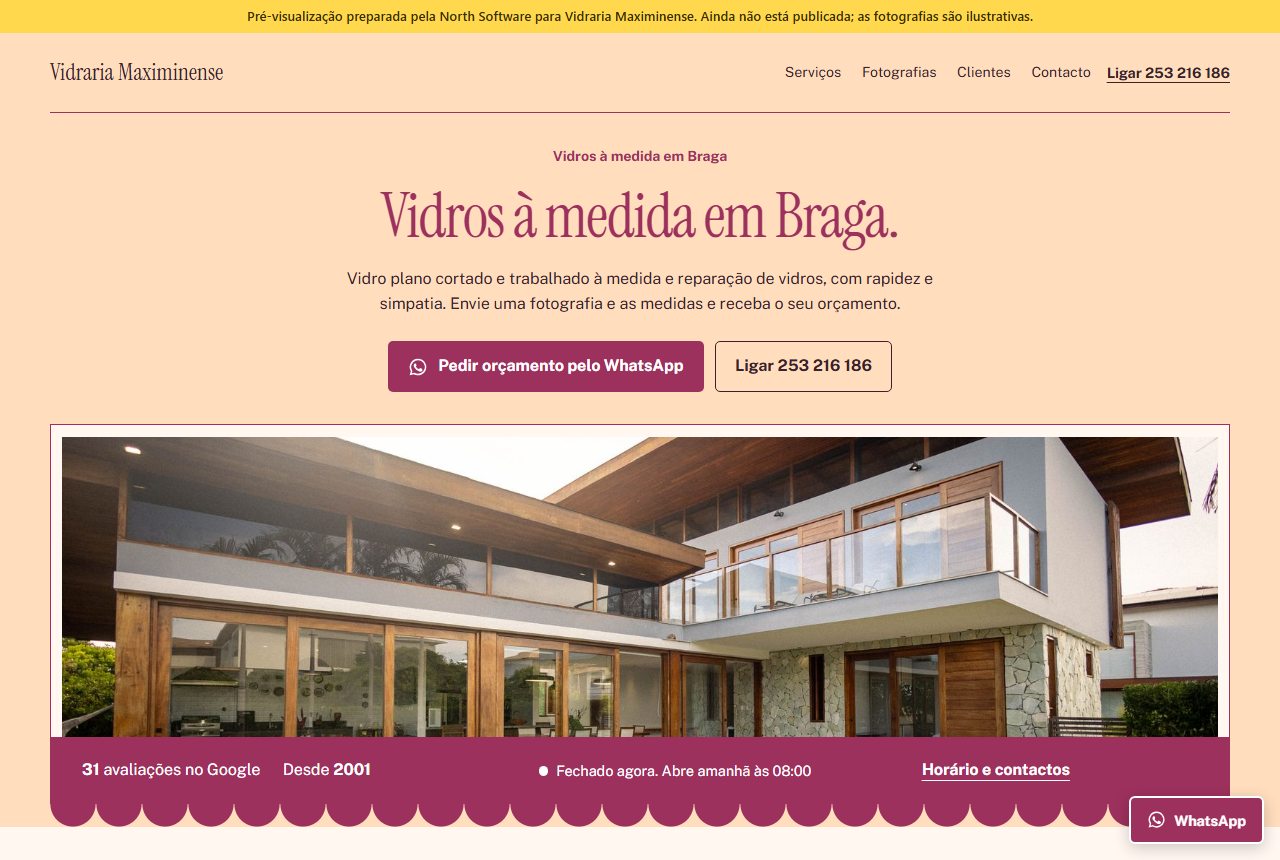 Pré-visualização preparada pela North Software para Vidraria Maximinense. Ainda não está publicada; as fotografias são ilustrativas.
Vidraria Maximinense
Serviços Fotografias Clientes Contacto Ligar 253 216 186
Vidros à medida em Braga
Vidros à medida em Braga.
Vidro plano cortado e trabalhado à medida e reparação de vidros, com rapidez e
simpatia. Envie uma fotografia e as medidas e receba o seu orçamento.
Pedir orçamento pelo WhatsApp
Ligar 253 216 186
31 avaliações no Google Desde 2001
Fechado agora. Abre amanhã às 08:00
Horário e contactos
WhatsApp